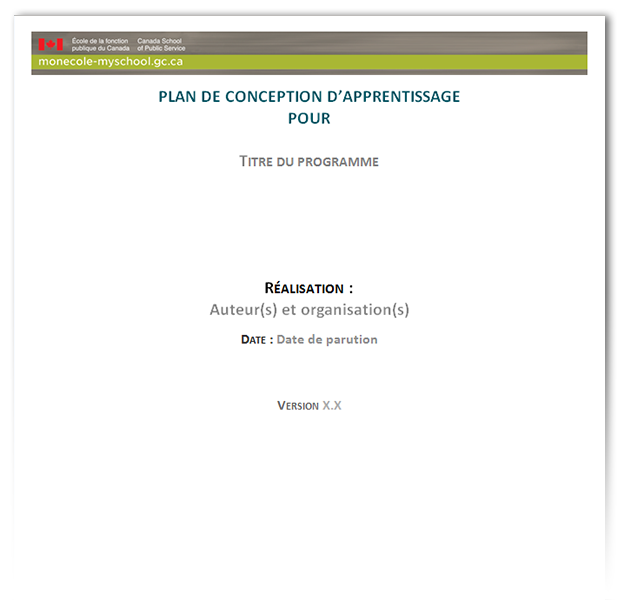 École de la fonction publique du Canada
Canada School of Public Service
monecole-myschool.gc.ca
PLAN DE CONCEPTION D’APPRENTISSAGE
POUR
TITRE DU PROGRAMME
RÉALISATION :
Auteur(s) et organisation(s)
DATE : Date de parution
VERSION X.X